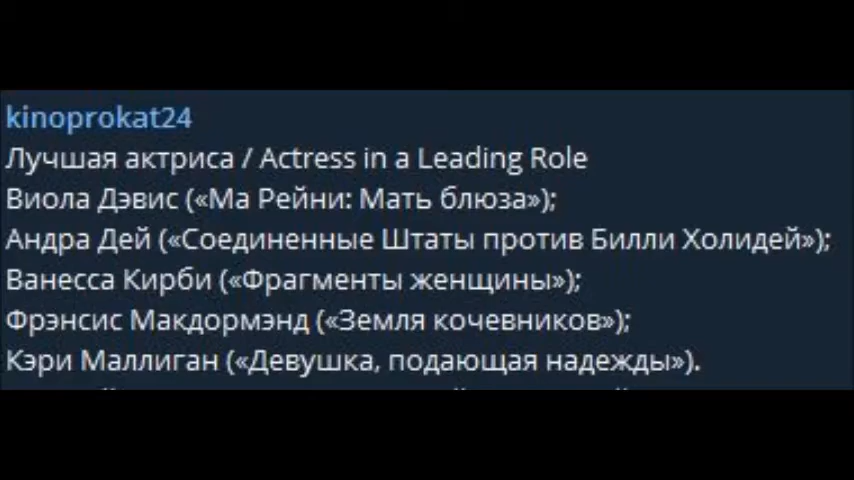 kinoprokat24
Лучшая актриса / Actress in a Leading Role
Виола Дэвис («Ма Рейни: Мать блюза»);
Андра Дей («Соединенные Штаты против Билли Холидей»);
Ванесса Кирби («Фрагменты женщины»);
Фрэнсис Макдормэнд («Земля кочевников»);
Кэри Маллиган («Девушка, подающая надежды»).